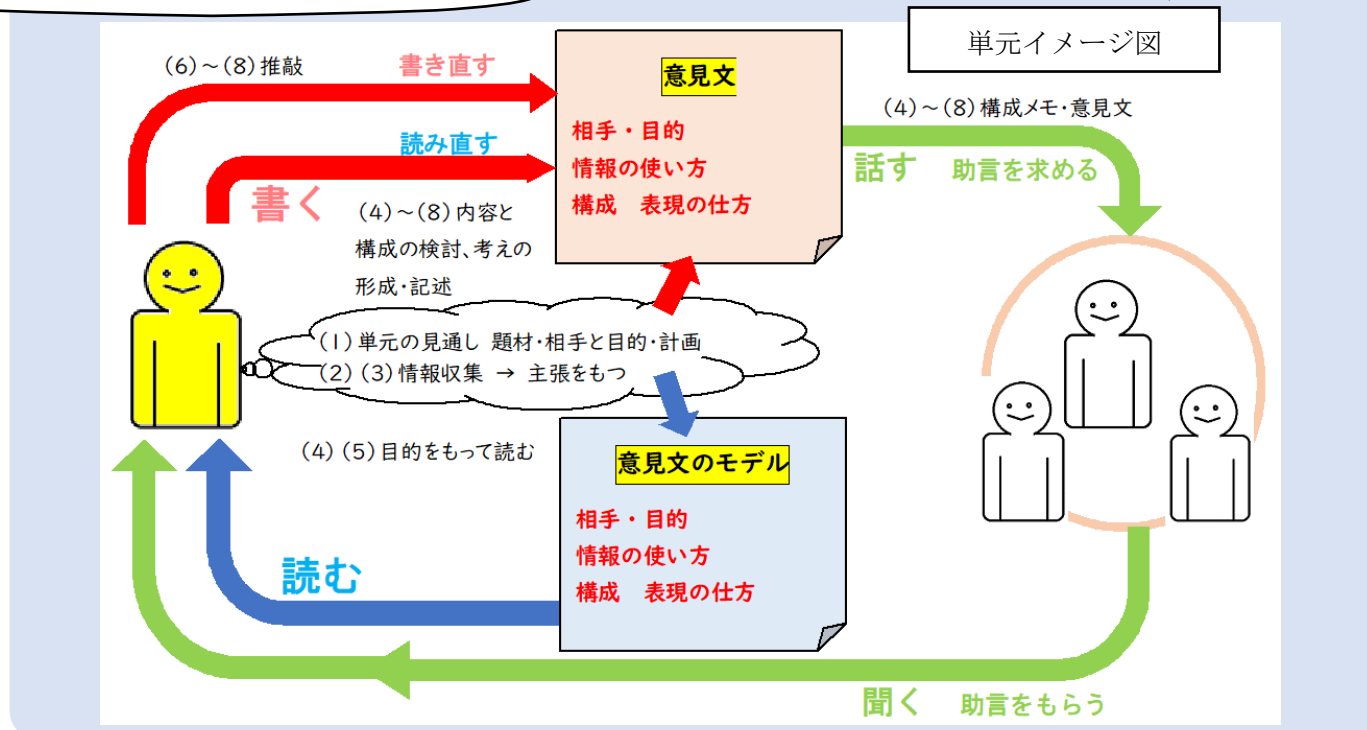 単元イメージ図
(6)～(8)推敲
書き直す
読み直す
書く
(4)～(8)内容と
構成の検討、考えの
形成・記述
意見文
相手・目的
情報の使い方
構成　表現の仕方
(4)～(8)構成メモ・意見文
話す　助言を求める
(1)単元の見通し 題材・相手と目的・計画
(2)(3)情報収集 → 主張をもつ
(4)(5)目的をもって読む
読む
意見文のモデル
相手・目的
情報の使い方
構成　表現の仕方
聞く　助言をもらう